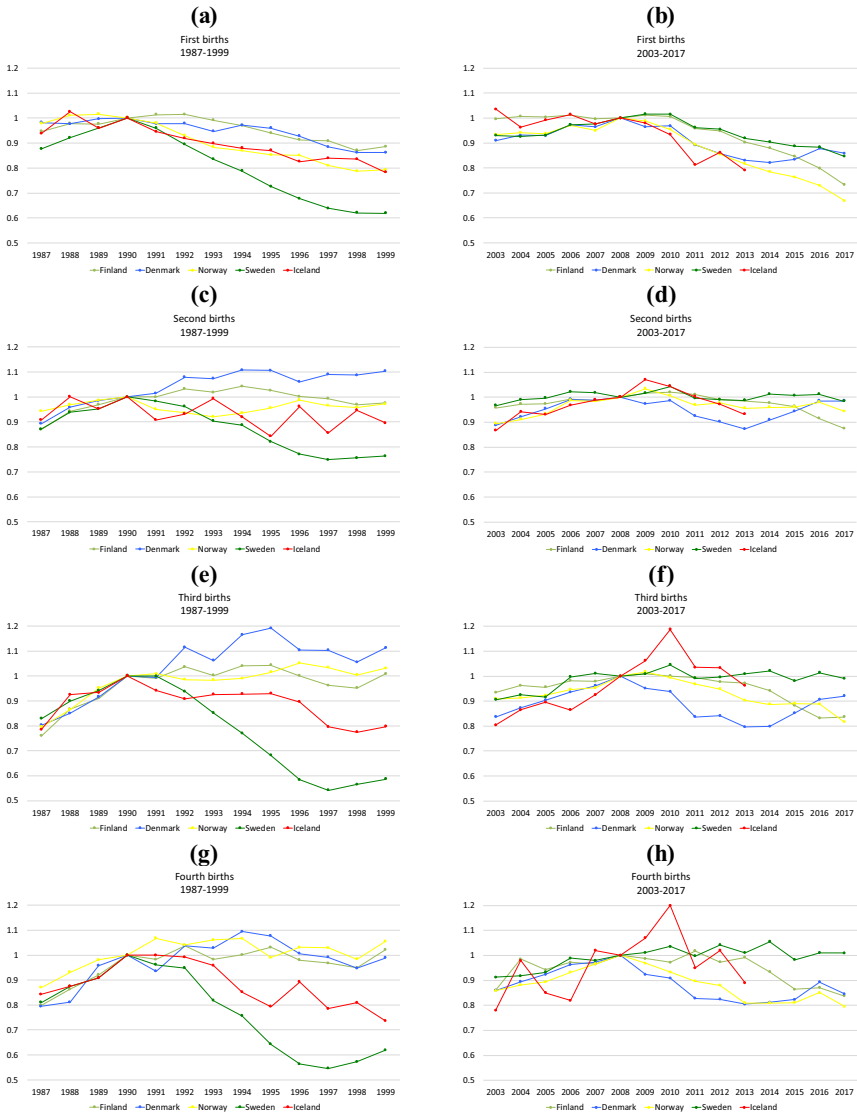 (a)
First births
1987-1999
1.2
1.1
1
0.9
0.8
0.7
0.6
0.5
1987 1988 1989 1990 1991 1992 1993 1994 1995 1996 1997 1998 1999
Finland Denmark Norway Sweden Iceland
(b)
First births
2003-2017
1.2
1.1
1
0.9
0.8
0.7
0.6
0.5
2003 2004 2005 2006 2007 2008 2009 2010 2011 2012 2013 2014 2015 2016 2017
Finland Denmark Norway Sweden Iceland
(c)
Second births
1987-1999
1.2
1.1
1
0.9
0.8
0.7
0.6
0.5
1987 1988 1989 1990 1991 1992 1993 1994 1995 1996 1997 1998 1999
Finland Denmark Norway Sweden Iceland
(d)
Second births
2003-2017
1.2
1.1
1
0.9
0.8
0.7
0.6
0.5
2003 2004 2005 2006 2007 2008 2009 2010 2011 2012 2013 2014 2015 2016 2017
Finland Denmark Norway Sweden Iceland
(e)
Third births
1987-1999
1.2
1.1
1
0.9
0.8
0.7
0.6
0.5
1987 1988 1989 1990 1991 1992 1993 1994 1995 1996 1997 1998 1999
Finland Denmark Norway Sweden Iceland
(f)
Third births
2003-2017
1.2
1.1
1
0.9
0.8
0.7
0.6
0.5
2003 2004 2005 2006 2007 2008 2009 2010 2011 2012 2013 2014 2015 2016 2017
Finland Denmark Norway Sweden Iceland
(g)
Fourth births
1987-1999
1.2
1.1
1
0.9
0.8
0.7
0.6
0.5
1987 1988 1989 1990 1991 1992 1993 1994 1995 1996 1997 1998 1999
Finland Denmark Norway Sweden Iceland
(h)
Fourth births
2003-2017
1.2
1.1
1
0.9
0.8
0.7
0.6
0.5
2003 2004 2005 2006 2007 2008 2009 2010 2011 2012 2013 2014 2015 2016 2017
Finland Denmark Norway Sweden Iceland